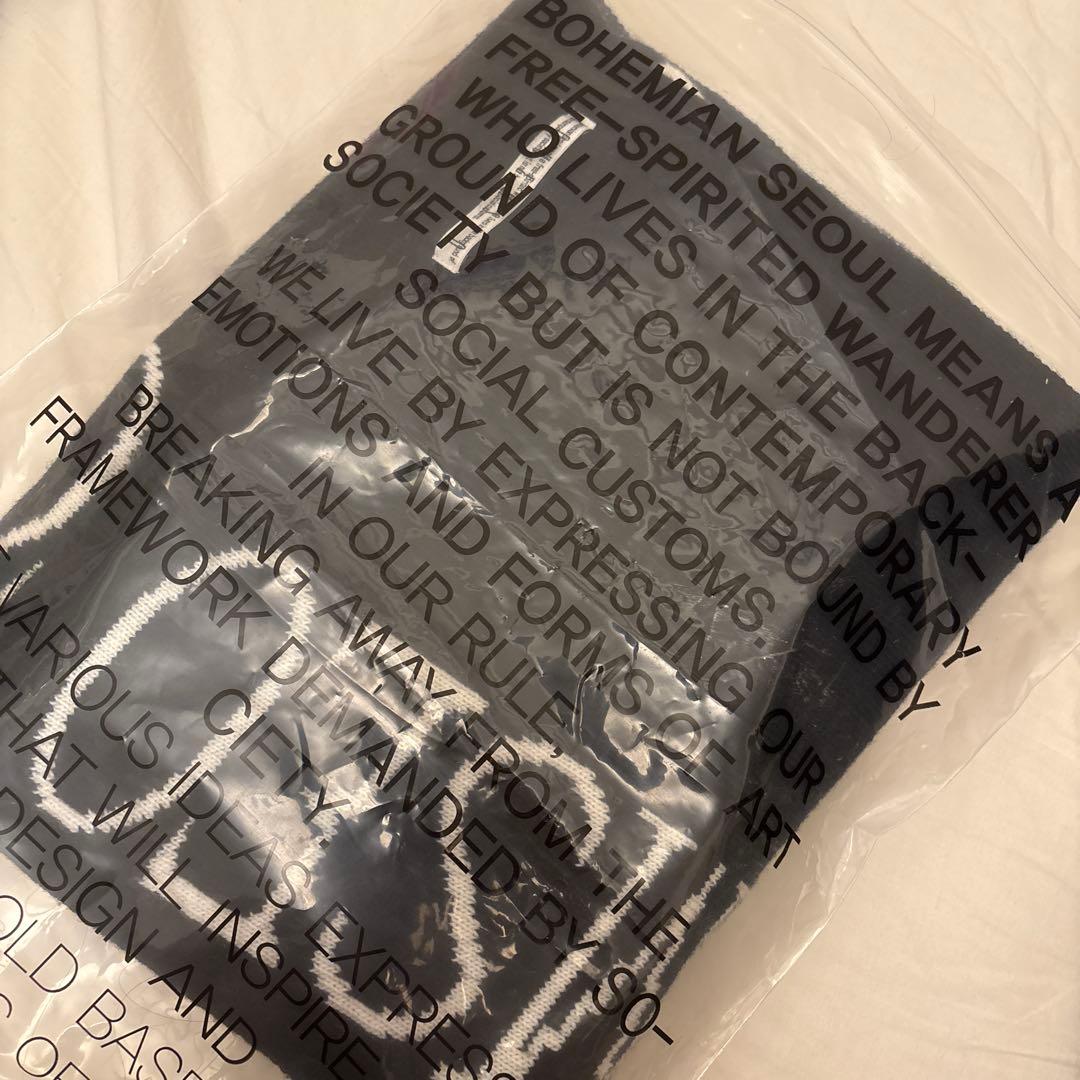 BOHEMIAN SEOUL MEANS A
FREE-SPIRITED WANDERER
WHO LIVES IN THE BACK-
GROUND OF CONTEMPORARY
SOCIETY BUT IS NOT BOUND BY
SOCIAL CUSTOMS.
WE LIVE BY EXPRESSING OUR
EMOTIONS AND FORMS OF ART
IN OUR RULE,
BREAKING AWAY FROM THE
FRAMEWORK DEMANDED BY SO-
CIETY.
VARIOUS IDEAS EXPRESS
THAT WILL INSPIRE
DESIGN AND
OLD BASE